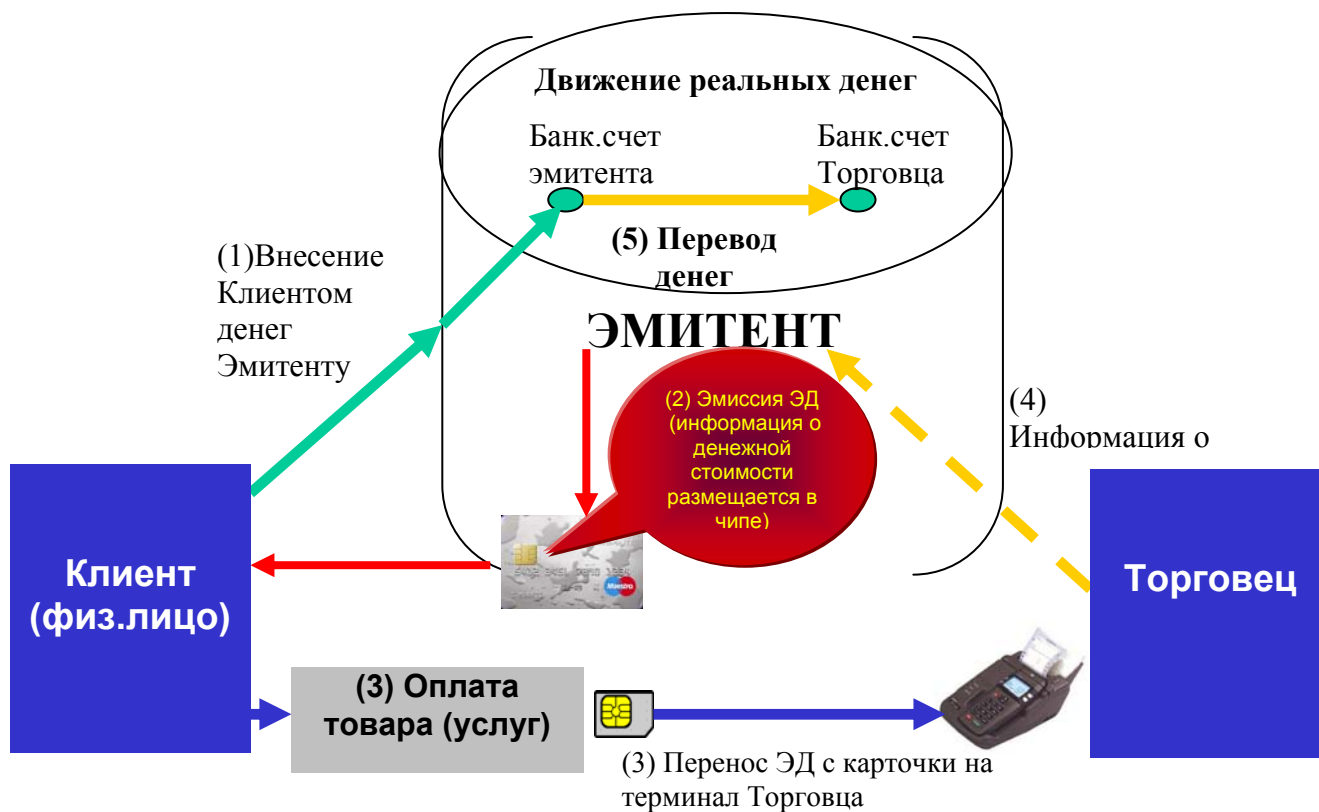 Движение реальных денег
Банк.счет
эмитента
Банк.счет
Торговца
(5) Перевод
денег
(1)Внесение
Клиентом
денег
Эмитенту
ЭМИТЕНТ
(2) Эмиссия ЭД
(информация о
денежной
стоимости
размещается в
чипе)
(4)
Информация о
Клиент
(физ.лицо)
Maestro
Торговец
(3) Оплата
товара (услуг)
(3) Перенос ЭД с карточки на
терминал Торговца